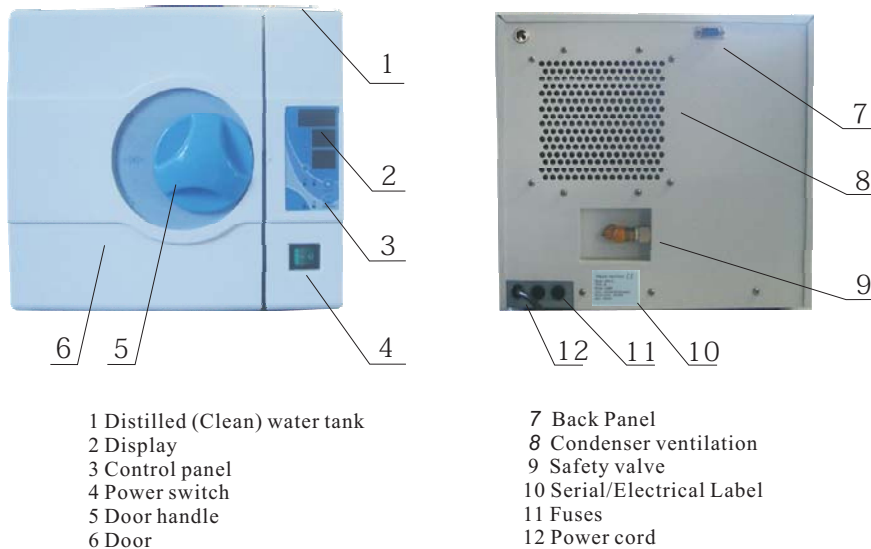 1
2
3
4
5
6
7
8
9
10
11
12
1 Distilled (Clean) water tank
2 Display
3 Control panel
4 Power switch
5 Door handle
6 Door
7 Back Panel
8 Condenser ventilation
9 Safety valve
10 Serial/Electrical Label
11 Fuses
12 Power cord